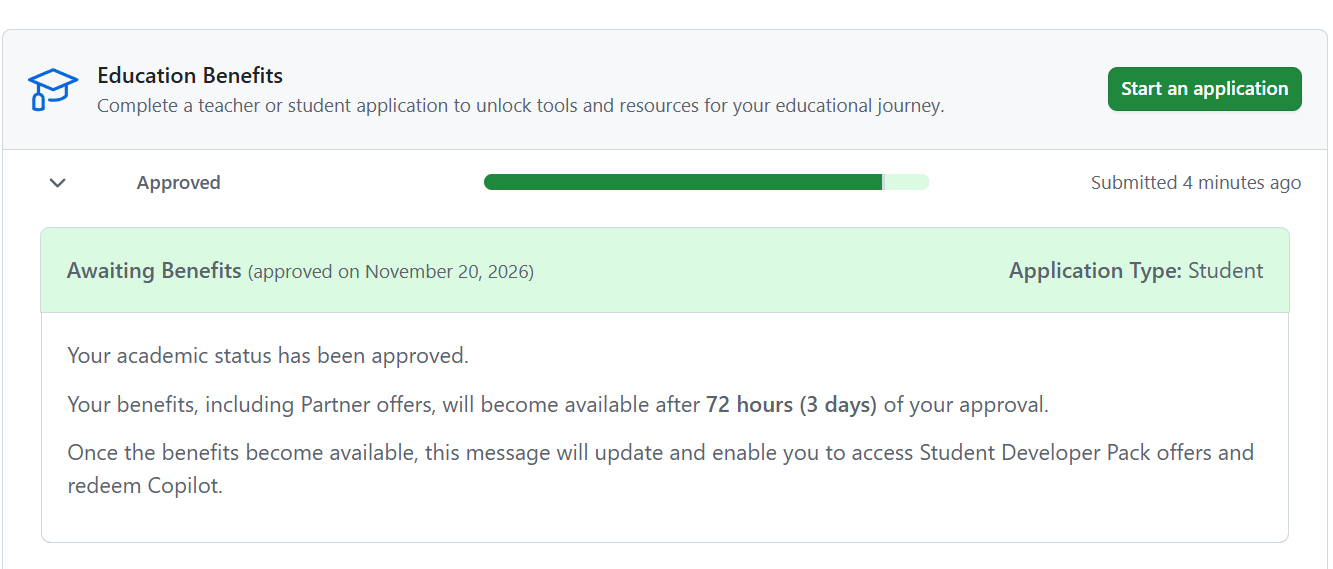 Education Benefits
Complete a teacher or student application to unlock tools and resources for your educational journey.
Start an application
Approved
Submitted 4 minutes ago
Awaiting Benefits (approved on November 20, 2026)
Application Type: Student
Your academic status has been approved.
Your benefits, including Partner offers, will become available after 72 hours (3 days) of your approval.
Once the benefits become available, this message will update and enable you to access Student Developer Pack offers and
redeem Copilot.